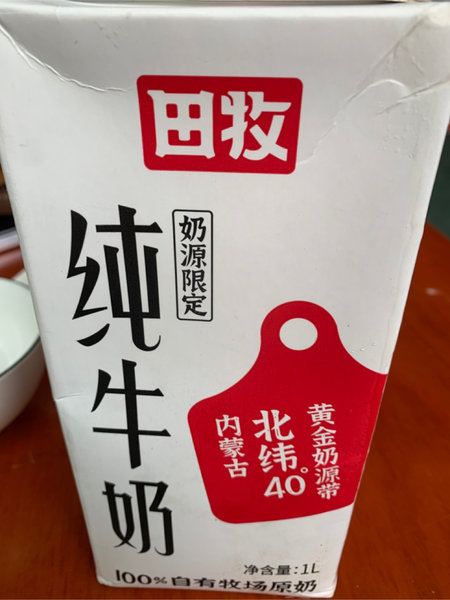 田牧
奶源限定
纯牛奶
黄金奶源带
北纬40°
内蒙古
净含量:1L
100%自有牧场原奶